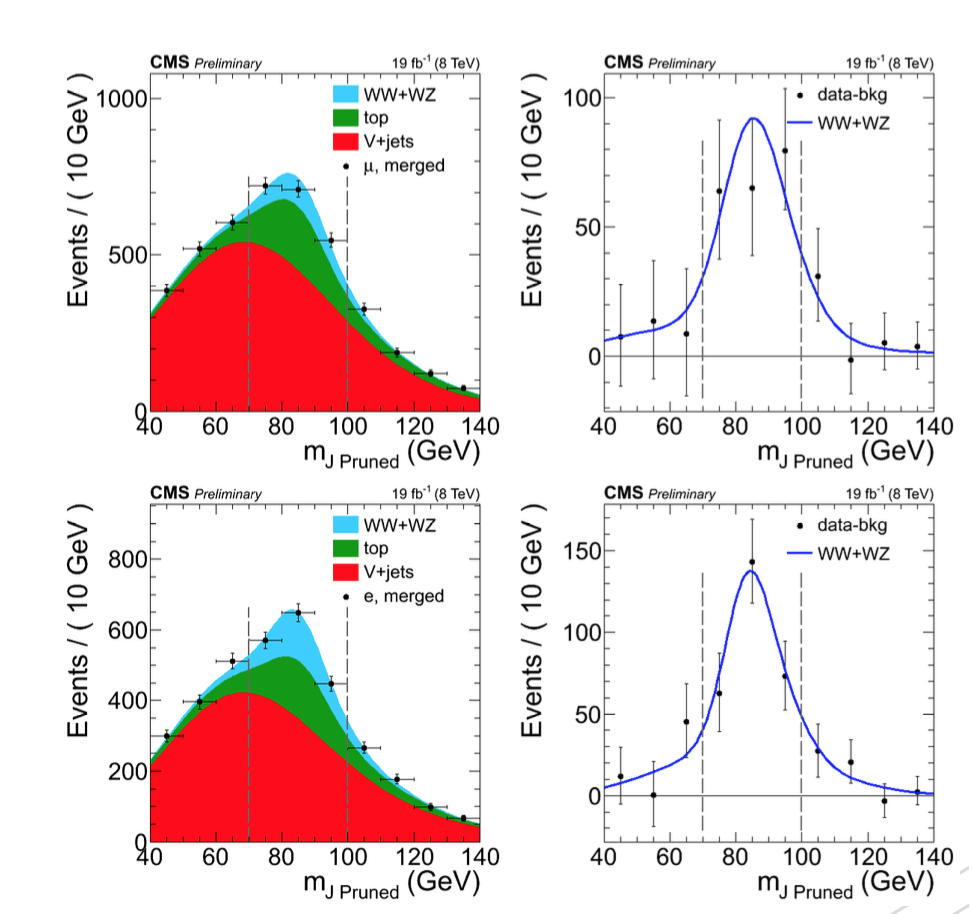 CMS Preliminary 19 fb⁻¹ (8 TeV)
Events / ( 10 GeV )
1000
500
0
WW+WZ
top
V+jets
μ, merged
40 60 80 100 120 140
m_J Pruned (GeV)
CMS Preliminary 19 fb⁻¹ (8 TeV)
Events / ( 10 GeV )
100
50
0
data-bkg
WW+WZ
40 60 80 100 120 140
m_J Pruned (GeV)
CMS Preliminary 19 fb⁻¹ (8 TeV)
Events / ( 10 GeV )
800
600
400
200
0
WW+WZ
top
V+jets
e, merged
40 60 80 100 120 140
m_J Pruned (GeV)
CMS Preliminary 19 fb⁻¹ (8 TeV)
Events / ( 10 GeV )
150
100
50
0
data-bkg
WW+WZ
40 60 80 100 120 140
m_J Pruned (GeV)